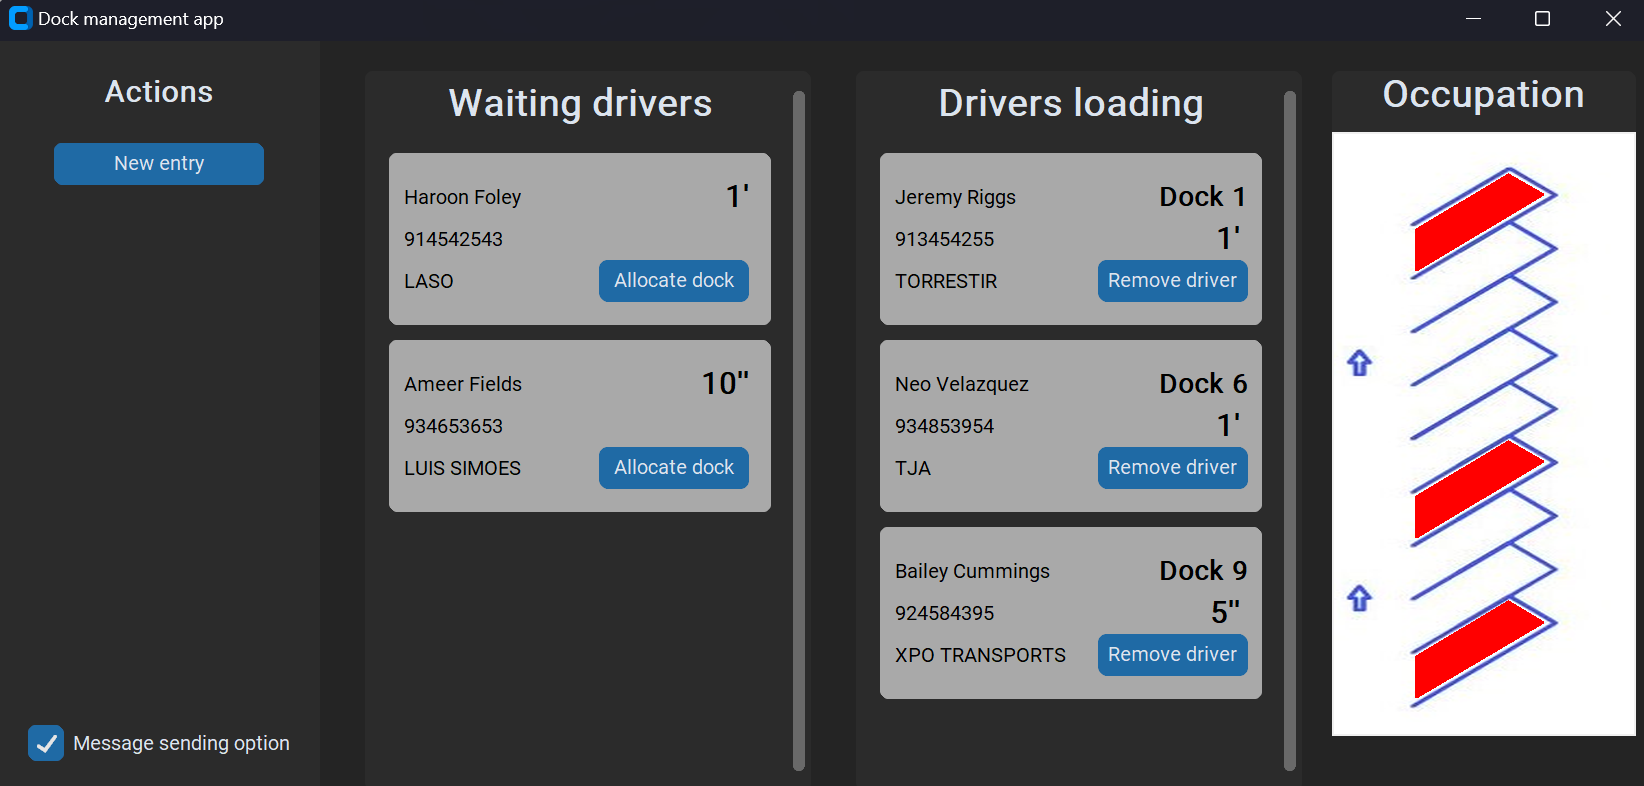 Dock management app
Actions
New entry
Message sending option
Waiting drivers
Haroon Foley
1'
914542543
LASO
Allocate dock
Ameer Fields
10"
934653653
LUIS SIMOES
Allocate dock
Drivers loading
Jeremy Riggs
Dock 1
913454255
1'
TORRESTIR
Remove driver
Neo Velazquez
Dock 6
934853954
1'
TJA
Remove driver
Bailey Cummings
Dock 9
924584395
5"
XPO TRANSPORTS
Remove driver
Occupation